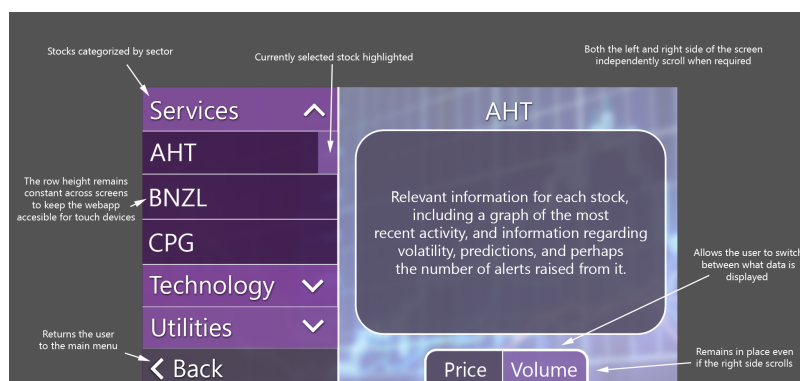 Stocks categorized by sector
Currently selected stock highlighted
Both the left and right side of the screen
independently scroll when required
Services
AHT
AHT
The row height remains
constant across screens
to keep the webapp
accesible for touch devices
BNZL
CPG
Relevant information for each stock,
including a graph of the most
recent activity, and information regarding
volatility, predictions, and perhaps
the number of alerts raised from it.
Technology
Utilities
Allows the user to switch
between what data is
displayed
Returns the user
to the main menu
Back
Price
Volume
Remains in place even
if the right side scrolls